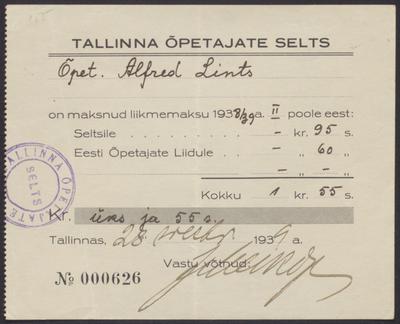 TALLINNA ÕPETAJATE SELTS
Õpet. Alfred Lints
on maksnud liikmemaksu 1938/39 a. II poole eest:
Seltsile . . . . . . . . . - kr. 95 s.
Eesti Õpetajate Liidule . . - „ 60 „
- „ - „
Kokku 1 kr. 55 s.
Kr. üks ja 55 s.
Tallinnas, 28. 1939 a.
Vastu võtnud:
№ 000626
TALLINNA ÕPETAJATE
SELTS